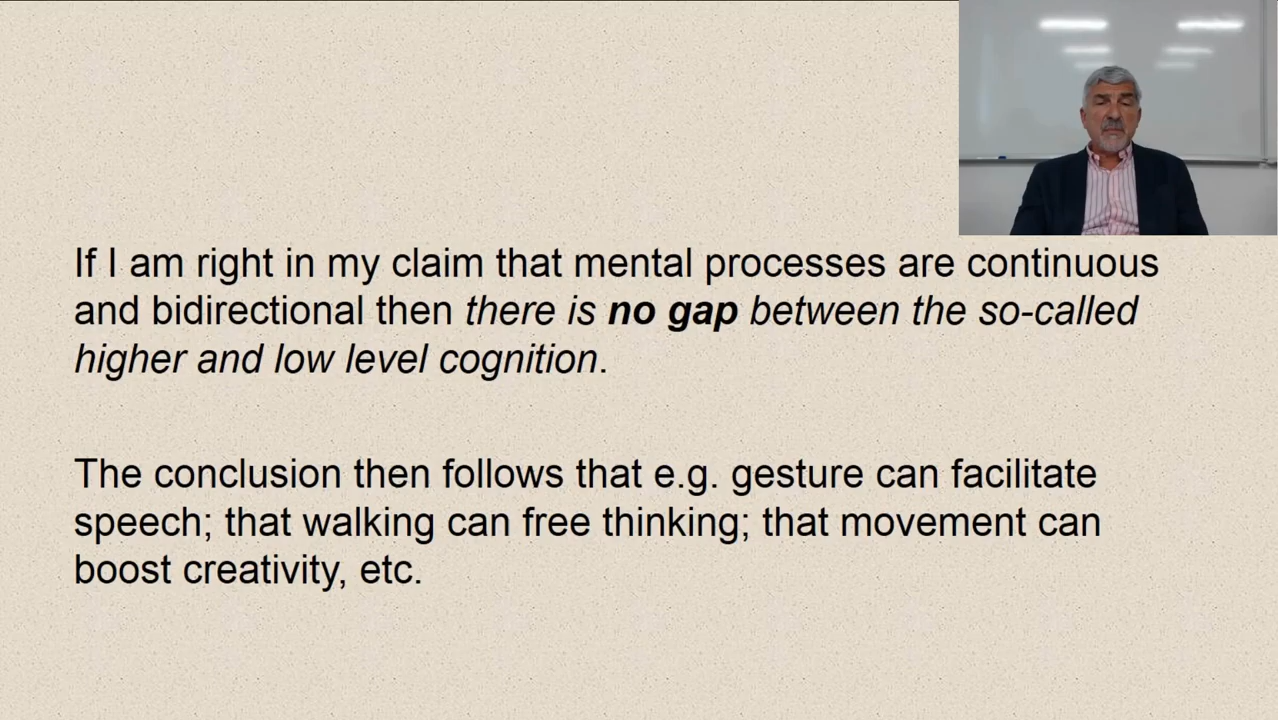 If I am right in my claim that mental processes are continuous
and bidirectional then there is no gap between the so-called
higher and low level cognition.
The conclusion then follows that e.g. gesture can facilitate
speech; that walking can free thinking; that movement can
boost creativity, etc.